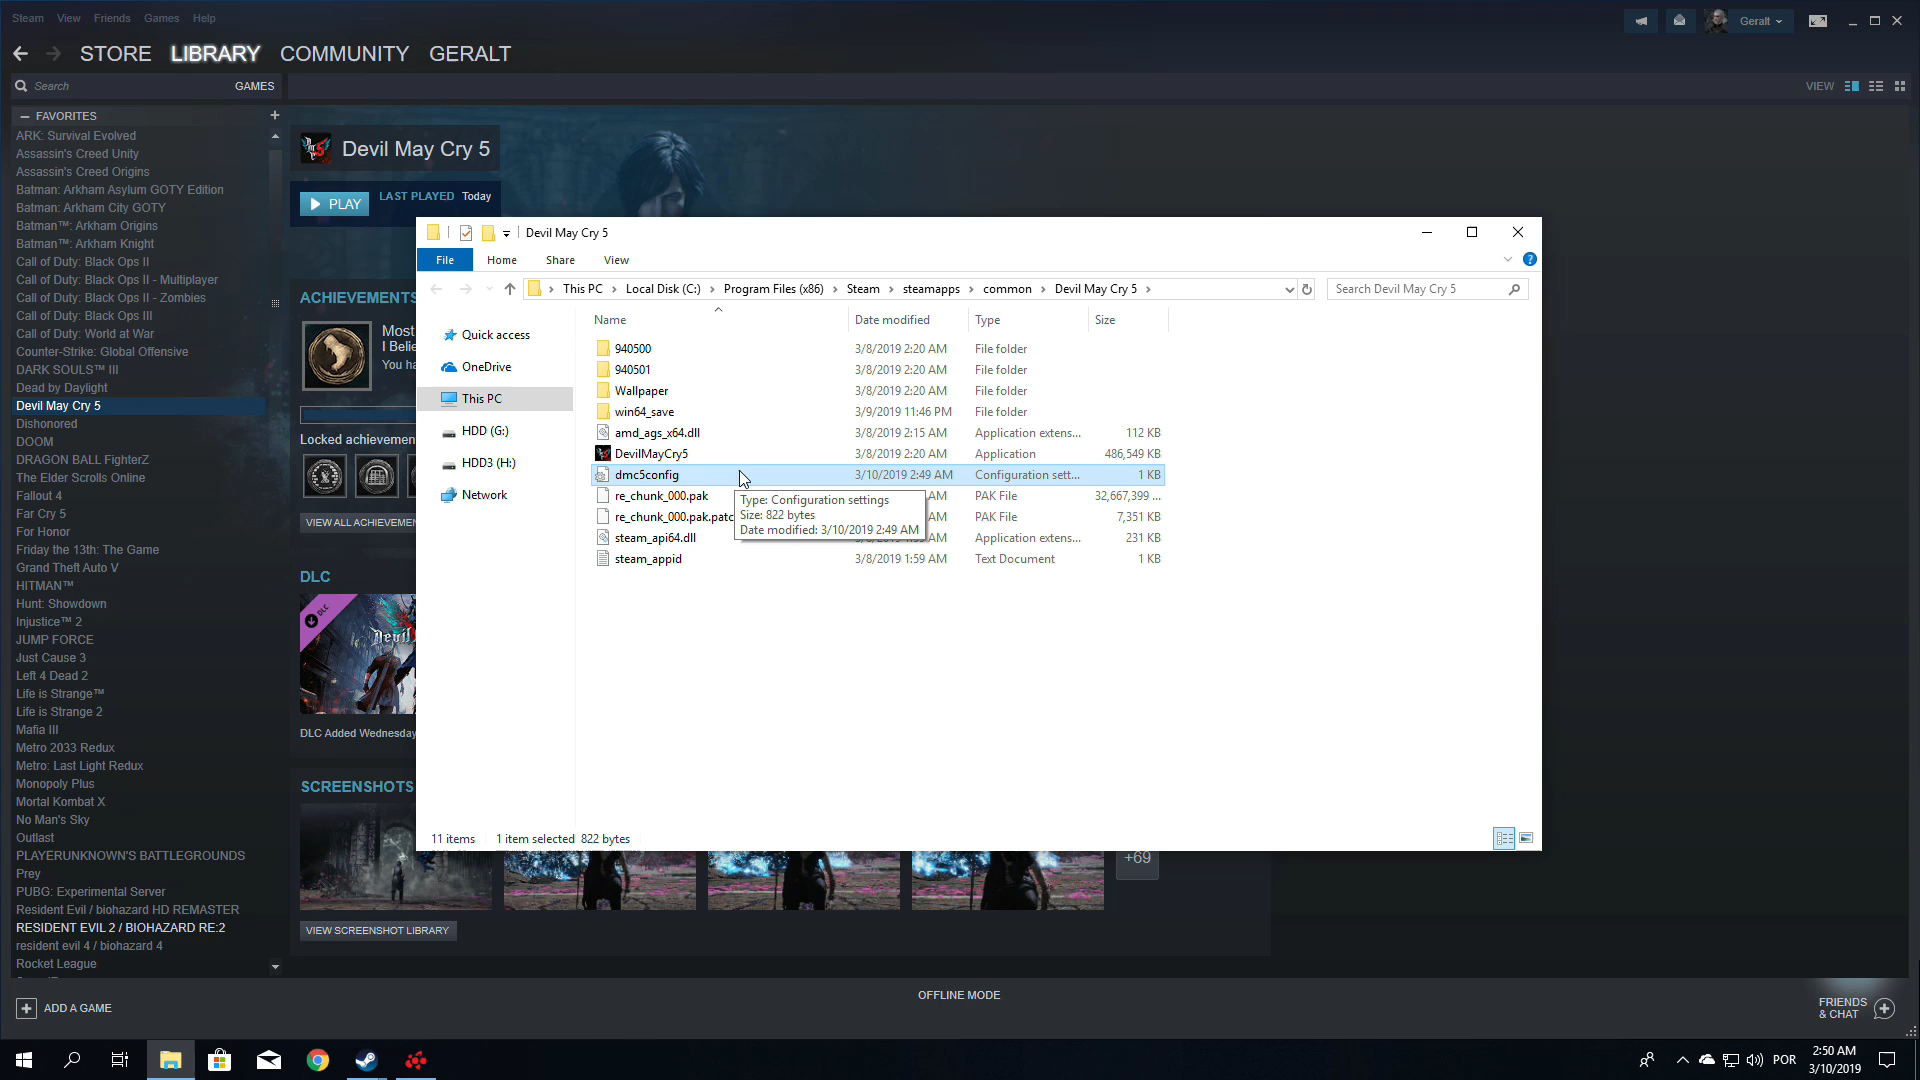 Steam View Friends Games Help
Geralt
STORE LIBRARY COMMUNITY GERALT
Search GAMES
VIEW
FAVORITES
ARK: Survival Evolved
Assassin's Creed Unity
Assassin's Creed Origins
Batman: Arkham Asylum GOTY Edition
Batman: Arkham City GOTY
Batman™: Arkham Origins
Batman™: Arkham Knight
Call of Duty: Black Ops II
Call of Duty: Black Ops II - Multiplayer
Call of Duty: Black Ops II - Zombies
Call of Duty: Black Ops III
Call of Duty: World at War
Counter-Strike: Global Offensive
DARK SOULS™ III
Dead by Daylight
Devil May Cry 5
Dishonored
DOOM
DRAGON BALL FighterZ
The Elder Scrolls Online
Fallout 4
Far Cry 5
For Honor
Friday the 13th: The Game
Grand Theft Auto V
HITMAN™
Hunt: Showdown
Injustice™ 2
JUMP FORCE
Just Cause 3
Left 4 Dead 2
Life is Strange™
Life is Strange 2
Mafia III
Metro 2033 Redux
Metro: Last Light Redux
Monopoly Plus
Mortal Kombat X
No Man's Sky
Outlast
PLAYERUNKNOWN'S BATTLEGROUNDS
Prey
PUBG: Experimental Server
Resident Evil / biohazard HD REMASTER
RESIDENT EVIL 2 / BIOHAZARD RE:2
resident evil 4 / biohazard 4
Rocket League
ADD A GAME
Devil May Cry 5
PLAY LAST PLAYED Today
ACHIEVEMENTS
Most
I Belie
You ha
Locked achievemen
VIEW ALL ACHIEVEMEN
DLC
DLC
Devil
DLC Added Wednesday
SCREENSHOTS
+69
VIEW SCREENSHOT LIBRARY
Devil May Cry 5
File Home Share View
This PC Local Disk (C:) Program Files (x86) Steam steamapps common Devil May Cry 5
Search Devil May Cry 5
Quick access
OneDrive
This PC
HDD (G:)
HDD3 (H:)
Network
Name Date modified Type Size
940500 3/8/2019 2:20 AM File folder
940501 3/8/2019 2:20 AM File folder
Wallpaper 3/8/2019 2:20 AM File folder
win64_save 3/9/2019 11:46 PM File folder
amd_ags_x64.dll 3/8/2019 2:15 AM Application extens... 112 KB
DevilMayCry5 3/8/2019 2:20 AM Application 486,549 KB
dmc5config 3/10/2019 2:49 AM Configuration sett... 1 KB
re_chunk_000.pak AM PAK File 32,667,399 ...
re_chunk_000.pak.patc AM PAK File 7,351 KB
steam_api64.dll AM Application extens... 231 KB
steam_appid 3/8/2019 1:59 AM Text Document 1 KB
Type: Configuration settings
Size: 822 bytes
Date modified: 3/10/2019 2:49 AM
11 items 1 item selected 822 bytes
OFFLINE MODE
FRIENDS
& CHAT
POR
2:50 AM
3/10/2019